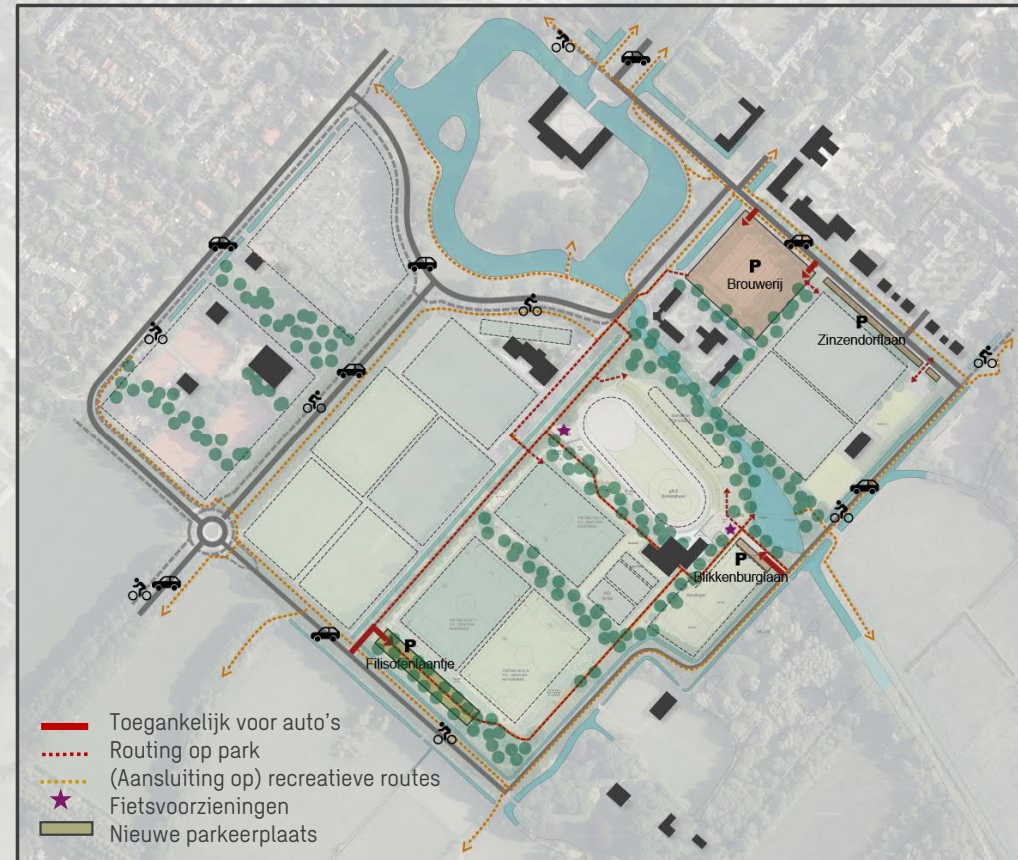 P
Brouwerij
P
Zinzendorflaan
P
Blikkenburglaan
P
Filisofenlaantje
Toegankelijk voor auto's
Routing op park
(Aansluiting op) recreatieve routes
Fietsvoorzieningen
Nieuwe parkeerplaats